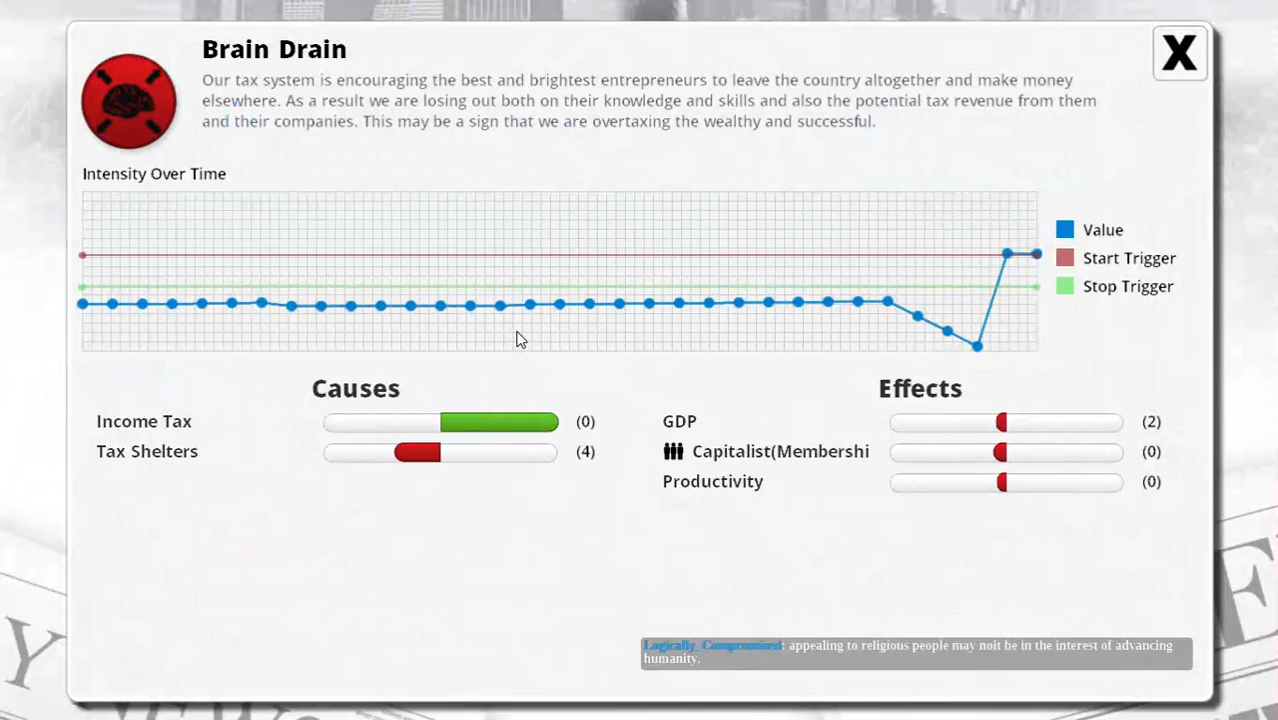 Brain Drain
X
Our tax system is encouraging the best and brightest entrepreneurs to leave the country altogether and make money
elsewhere. As a result we are losing out both on their knowledge and skills and also the potential tax revenue from them
and their companies. This may be a sign that we are overtaxing the wealthy and successful.
Intensity Over Time
Value
Start Trigger
Stop Trigger
Causes
Effects
Income Tax (0)
GDP (2)
Tax Shelters (4)
Capitalist(Membershi (0)
Productivity (0)
Logically_Compromised: appealing to religious people may noit be in the interest of advancing
humanity.